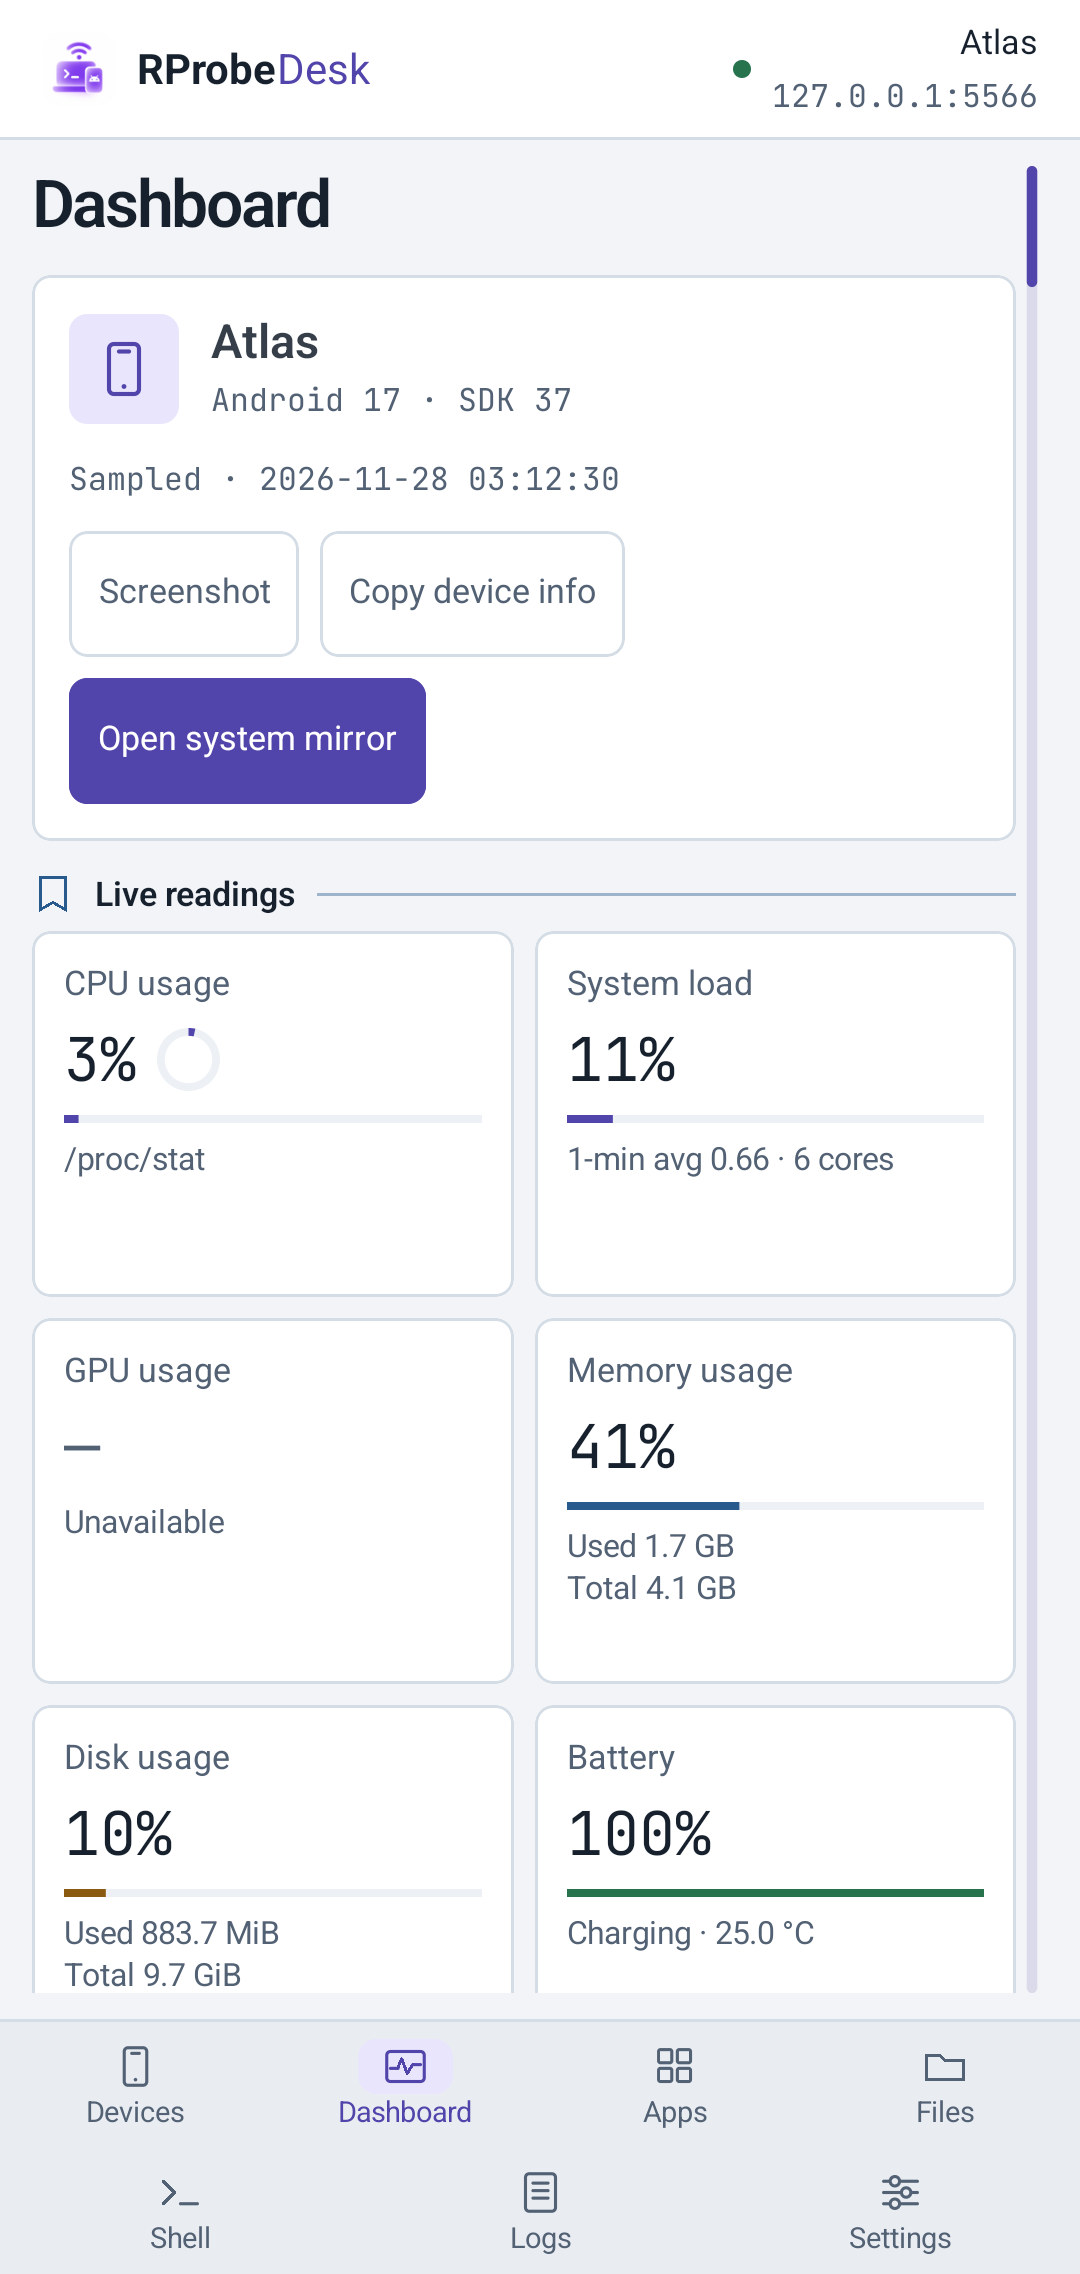 RProbeDesk
Atlas
127.0.0.1:5566
Dashboard
Atlas
Android 17 · SDK 37
Sampled · 2026-11-28 03:12:30
Screenshot
Copy device info
Open system mirror
Live readings
CPU usage
3%
/proc/stat
System load
11%
1-min avg 0.66 · 6 cores
GPU usage
—
Unavailable
Memory usage
41%
Used 1.7 GB
Total 4.1 GB
Disk usage
10%
Used 883.7 MiB
Total 9.7 GiB
Battery
100%
Charging · 25.0 °C
Devices
Dashboard
Apps
Files
Shell
Logs
Settings